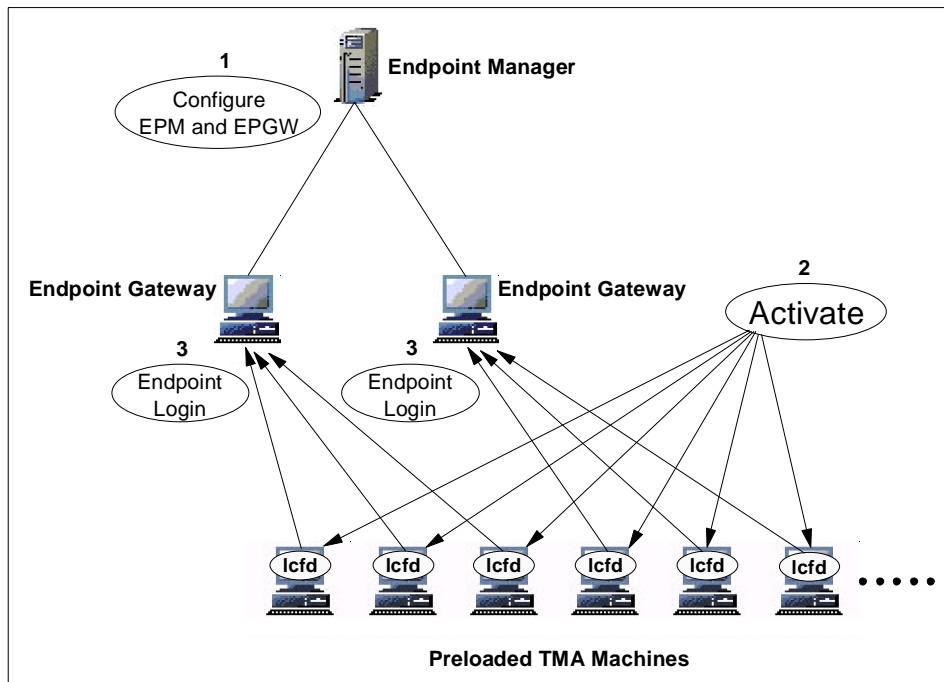 1
Endpoint Manager
Configure
EPM and EPGW
2
Endpoint Gateway
Endpoint Gateway
Activate
3
3
Endpoint
Login
Endpoint
Login
lcfd
lcfd
lcfd
lcfd
lcfd
lcfd
Preloaded TMA Machines